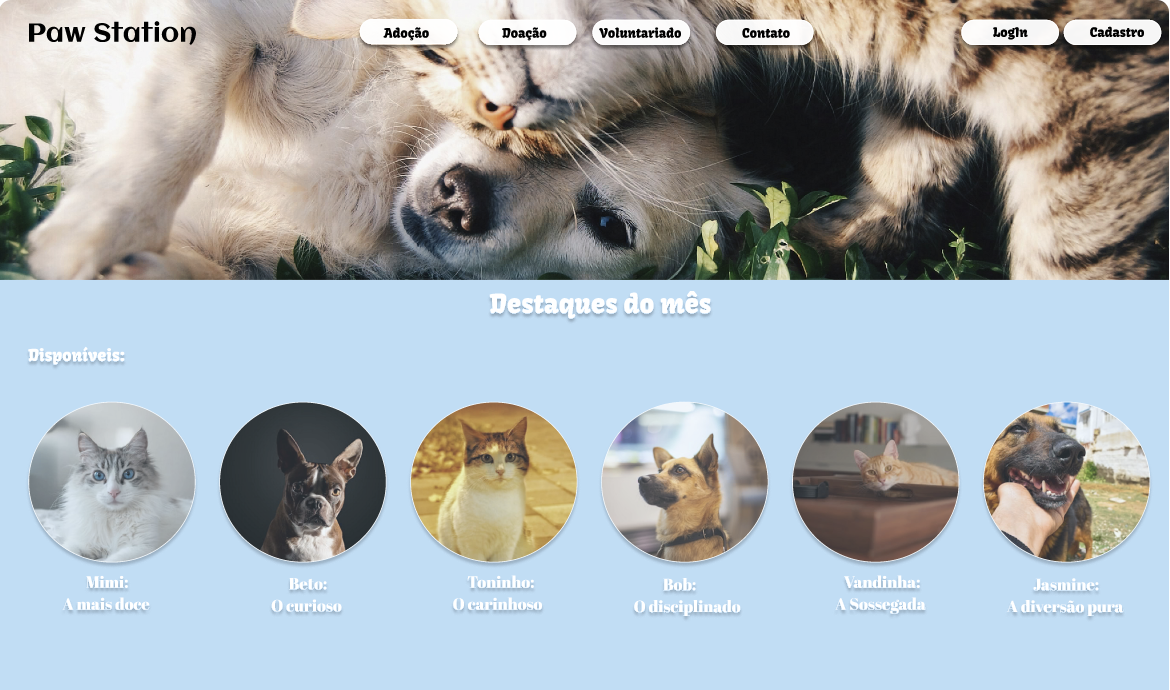 Paw Station
Adoção
Doação
Voluntariado
Contato
LogIn
Cadastro
Destaques do mês
Disponíveis:
Mimi:
A mais doce
Beto:
O curioso
Toninho:
O carinhoso
Bob:
O disciplinado
Vandinha:
A Sossegada
Jasmine:
A diversão pura